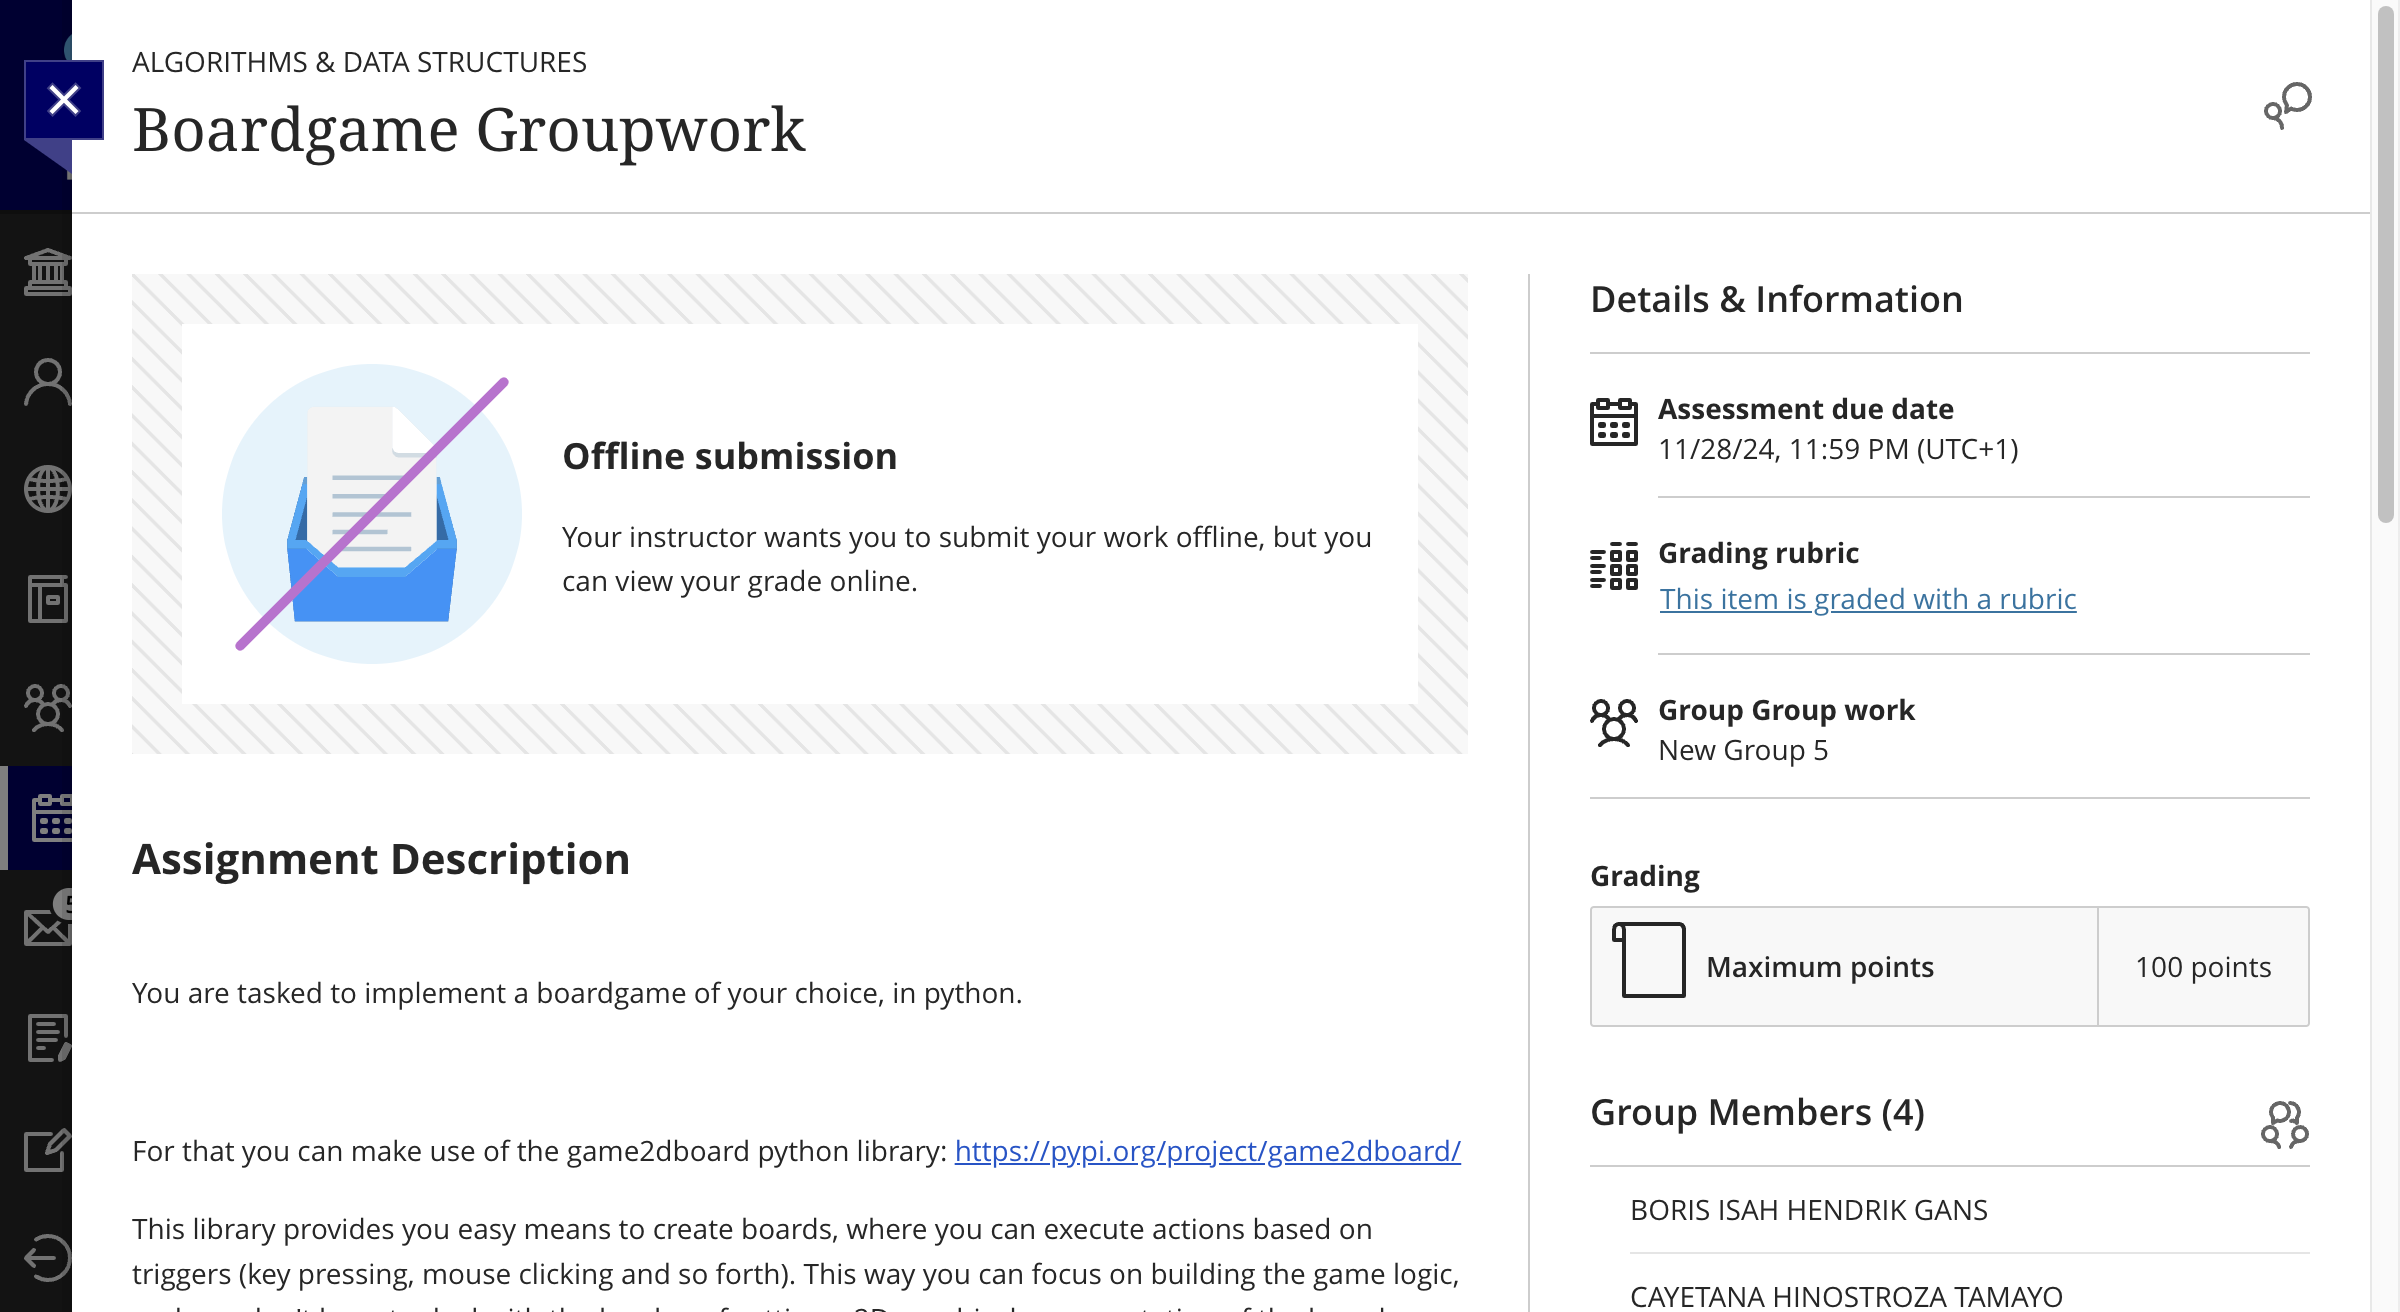 ALGORITHMS & DATA STRUCTURES
Boardgame Groupwork
Offline submission
Your instructor wants you to submit your work offline, but you
can view your grade online.
Assignment Description
You are tasked to implement a boardgame of your choice, in python.
For that you can make use of the game2dboard python library: https://pypi.org/project/game2dboard/
This library provides you easy means to create boards, where you can execute actions based on
triggers (key pressing, mouse clicking and so forth). This way you can focus on building the game logic,
Details & Information
Assessment due date
11/28/24, 11:59 PM (UTC+1)
Grading rubric
This item is graded with a rubric
Group Group work
New Group 5
Grading
Maximum points
100 points
Group Members (4)
BORIS ISAH HENDRIK GANS
CAYETANA HINOSTROZA TAMAYO